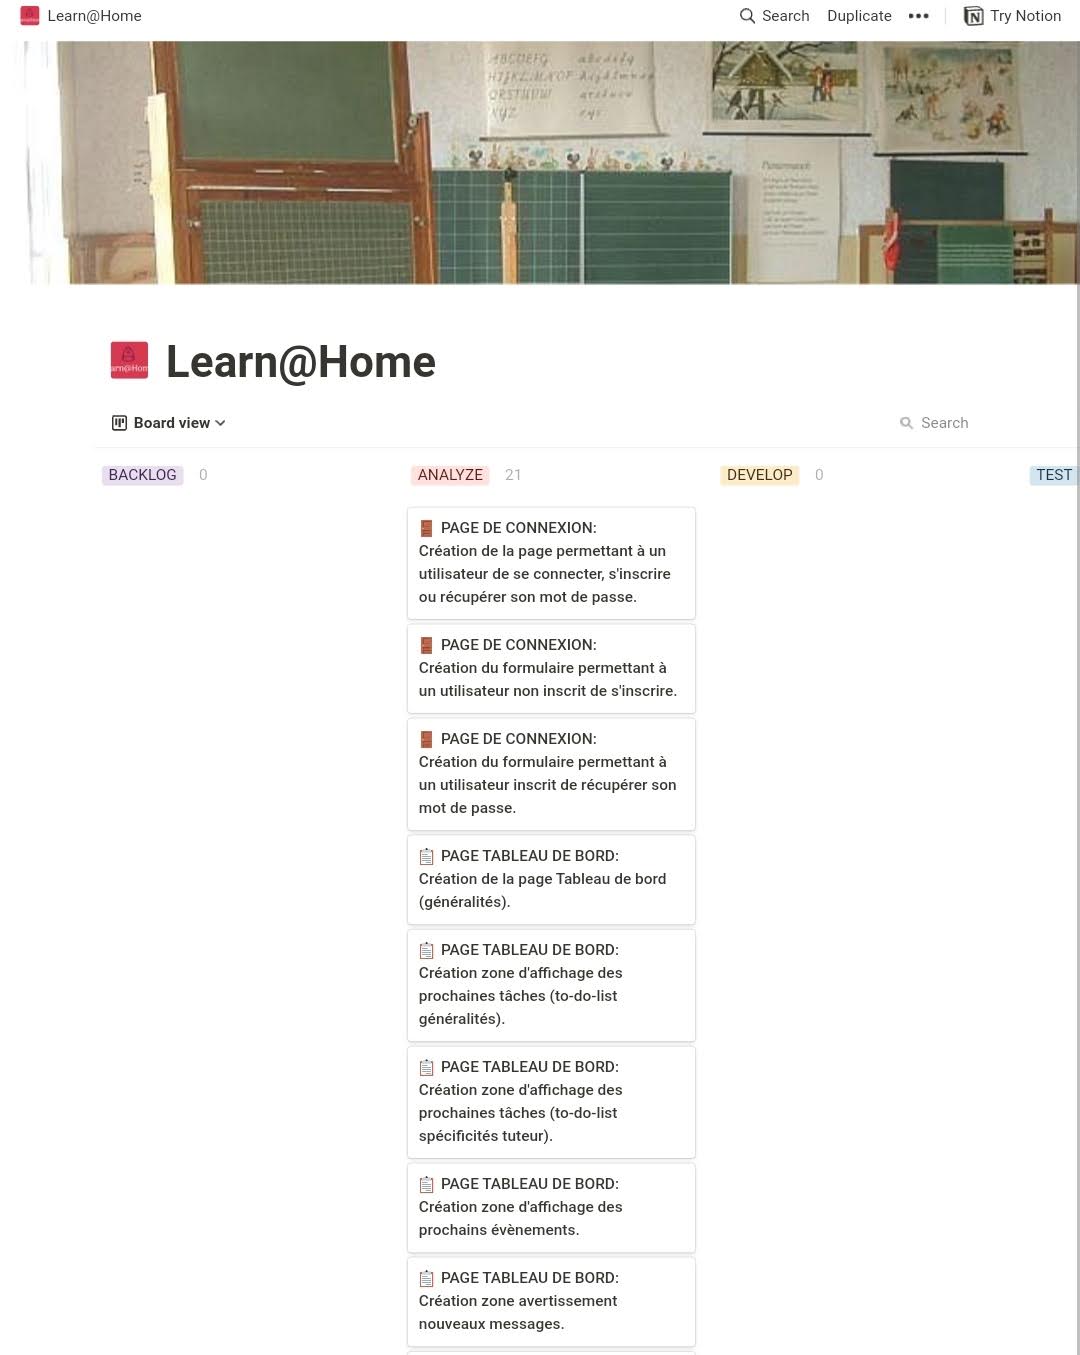 Learn@Home
Search
Duplicate
Try Notion
ABCDEFG
XYZ
Learn@Home
Board view
Search
BACKLOG 0
ANALYZE 21
DEVELOP 0
TEST
PAGE DE CONNEXION:
Création de la page permettant à un
utilisateur de se connecter, s'inscrire
ou récupérer son mot de passe.
PAGE DE CONNEXION:
Création du formulaire permettant à
un utilisateur non inscrit de s'inscrire.
PAGE DE CONNEXION:
Création du formulaire permettant à
un utilisateur inscrit de récupérer son
mot de passe.
PAGE TABLEAU DE BORD:
Création de la page Tableau de bord
(généralités).
PAGE TABLEAU DE BORD:
Création zone d'affichage des
prochaines tâches (to-do-list
généralités).
PAGE TABLEAU DE BORD:
Création zone d'affichage des
prochaines tâches (to-do-list
spécificités tuteur).
PAGE TABLEAU DE BORD:
Création zone d'affichage des
prochains évènements.
PAGE TABLEAU DE BORD:
Création zone avertissement
nouveaux messages.